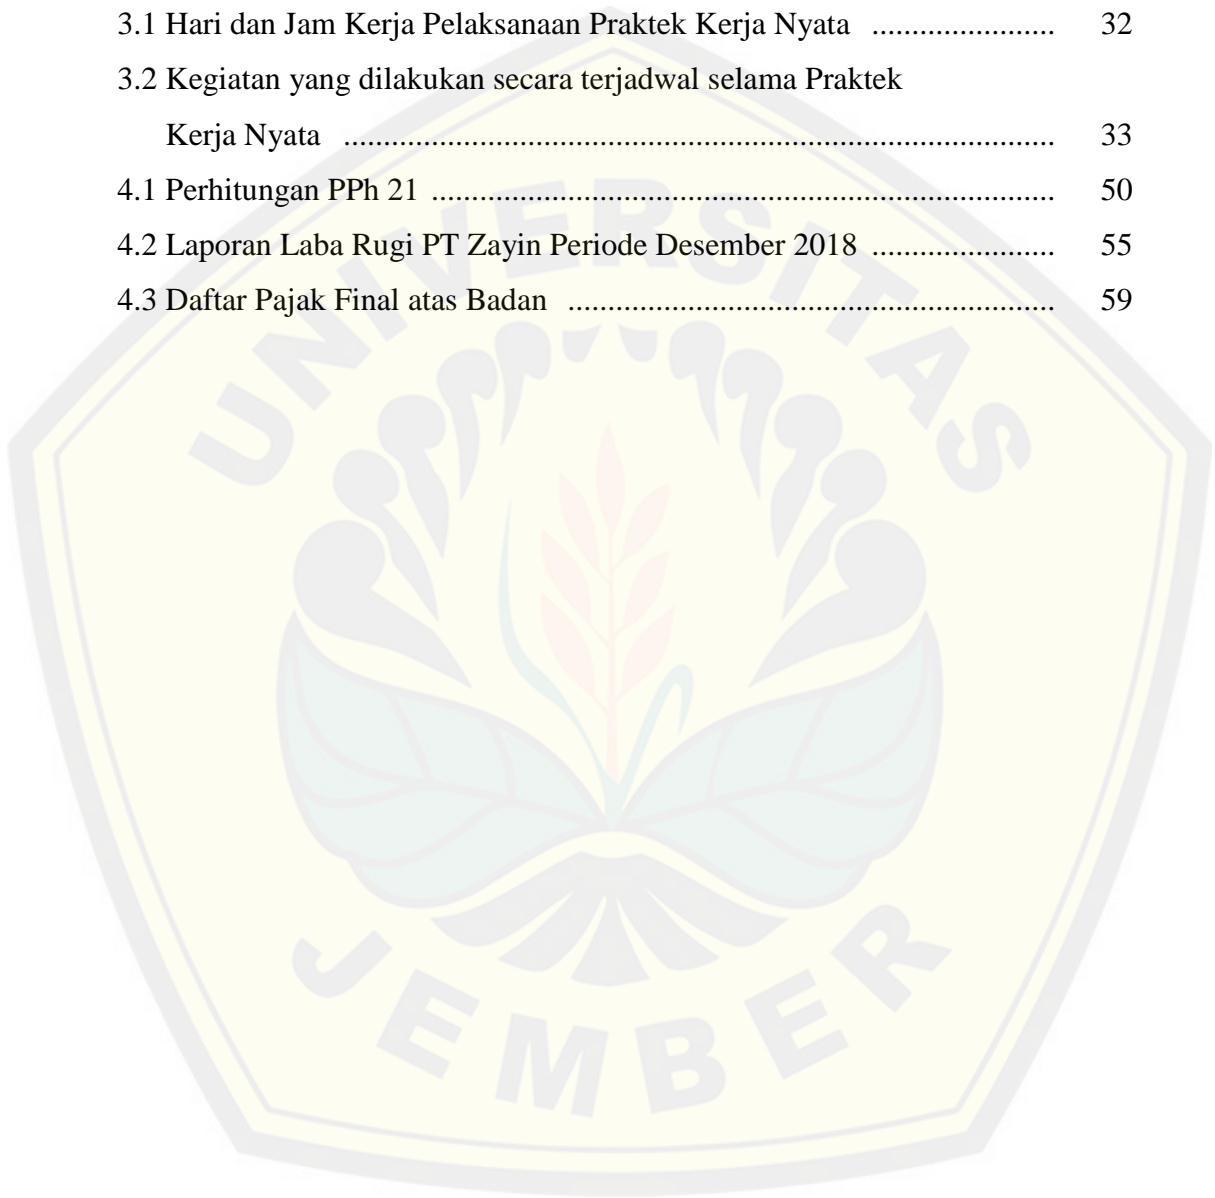 3.1 Hari dan Jam Kerja Pelaksanaan Praktek Kerja Nyata ....................... 32
3.2 Kegiatan yang dilakukan secara terjadwal selama Praktek
Kerja Nyata .......................................................................................... 33
4.1 Perhitungan PPh 21 ............................................................................... 50
4.2 Laporan Laba Rugi PT Zayin Periode Desember 2018 ....................... 55
4.3 Daftar Pajak Final atas Badan .............................................................. 59
UNIVERSITAS
JEMBER